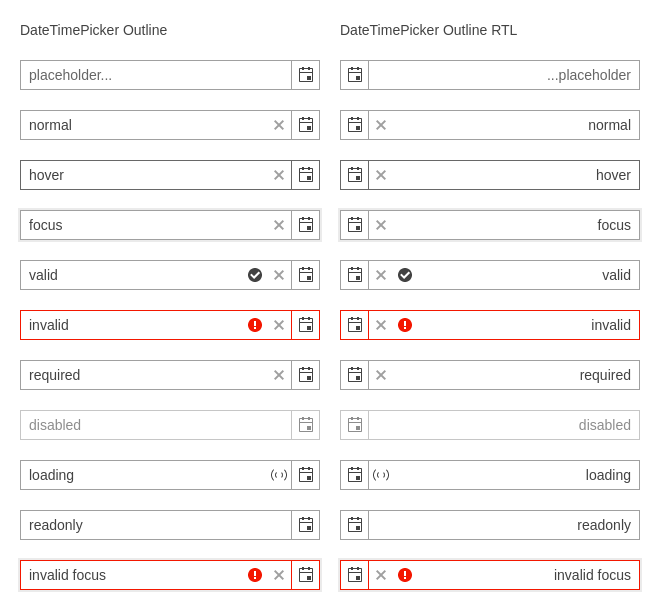 DateTimePicker Outline
placeholder...
normal
hover
focus
valid
invalid
required
disabled
loading
readonly
invalid focus
DateTimePicker Outline RTL
...placeholder
normal
hover
focus
valid
invalid
required
disabled
loading
readonly
invalid focus